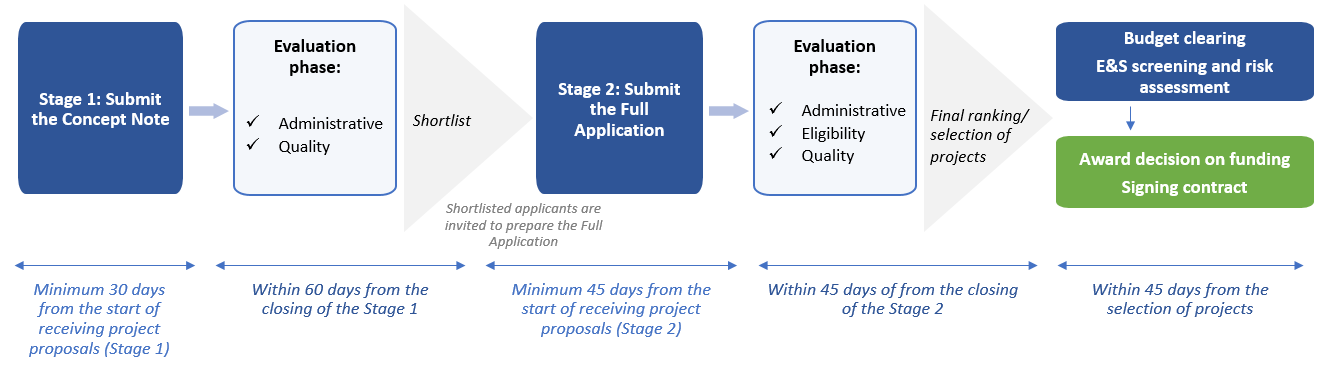 Stage 1: Submit
the Concept Note
Evaluation
phase:
✓ Administrative
✓ Quality
Shortlist
Shortlisted applicants are
invited to prepare the Full
Application
Stage 2: Submit
the Full
Application
Evaluation
phase:
✓ Administrative
✓ Eligibility
✓ Quality
Final ranking/
selection of
projects
Budget clearing
E&S screening and risk
assessment
Award decision on funding
Signing contract
Minimum 30 days
from the start of
receiving project
proposals (Stage 1)
Within 60 days from the
closing of the Stage 1
Minimum 45 days from the
start of receiving project
proposals (Stage 2)
Within 45 days of from the closing
of the Stage 2
Within 45 days from the
selection of projects